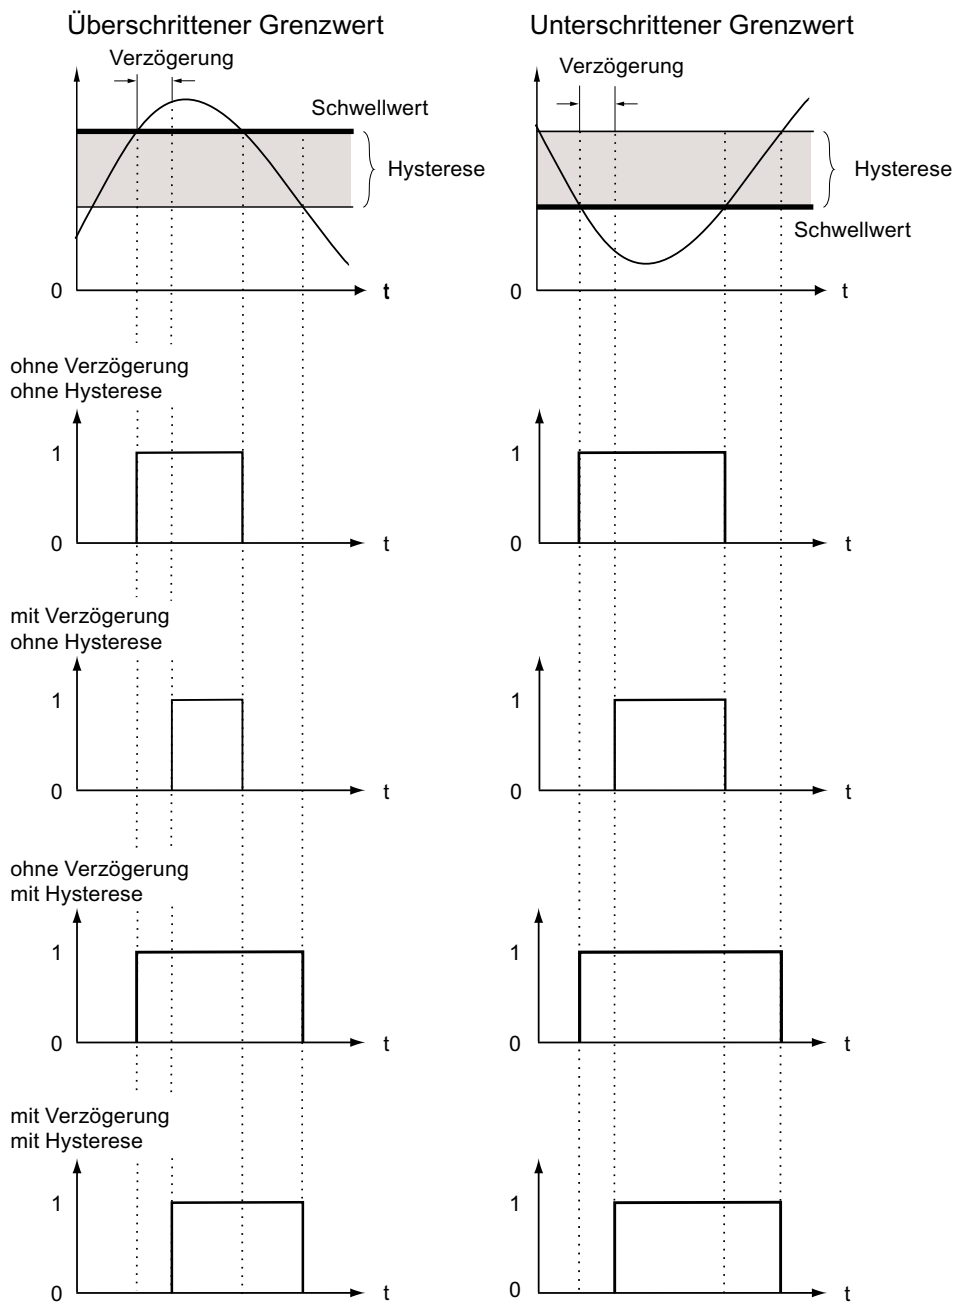 Überschrittener Grenzwert
Verzögerung
Schwellwert
Hysterese
0
t
Unterschrittener Grenzwert
Verzögerung
Hysterese
Schwellwert
0
t
ohne Verzögerung
ohne Hysterese
1
0
t
1
0
t
mit Verzögerung
ohne Hysterese
1
0
t
1
0
t
ohne Verzögerung
mit Hysterese
1
0
t
1
0
t
mit Verzögerung
mit Hysterese
1
0
t
1
0
t